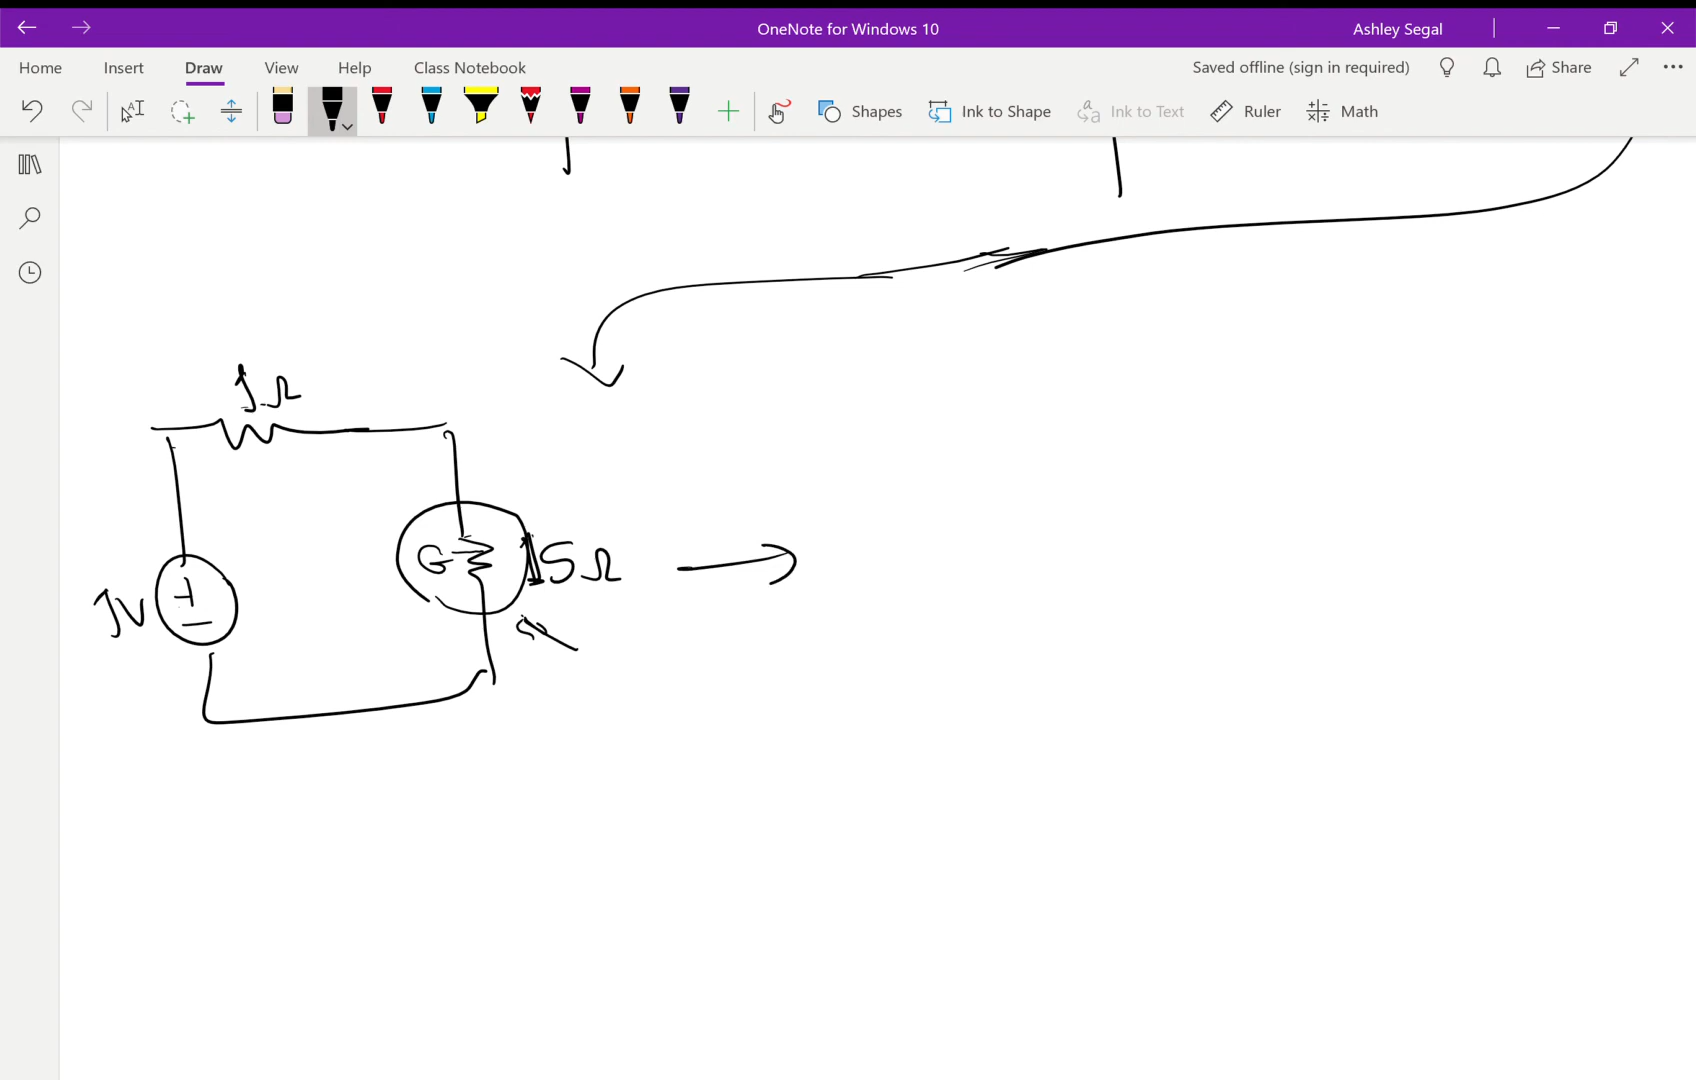 OneNote for Windows 10
Ashley Segal
Home Insert Draw View Help Class Notebook
Saved offline (sign in required)
Share
Shapes
Ink to Shape
Ink to Text
Ruler
Math
1Ω
1V
+
-
G
15Ω